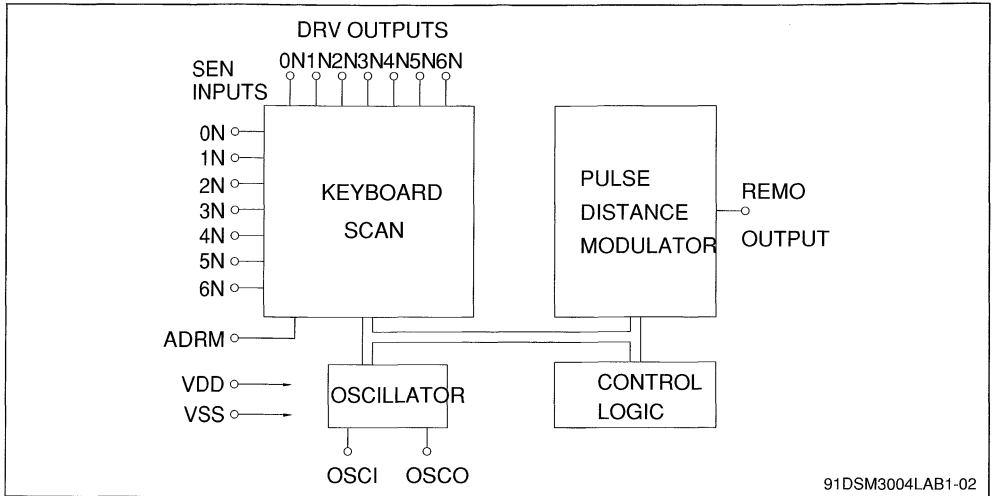 DRV OUTPUTS
0N1N2N3N4N5N6N
SEN
INPUTS
0N
1N
2N
3N
4N
5N
6N
KEYBOARD
SCAN
PULSE
DISTANCE
MODULATOR
REMO
OUTPUT
ADRM
VDD
VSS
OSCILLATOR
CONTROL
LOGIC
OSCI OSCO
91DSM3004LAB1-02